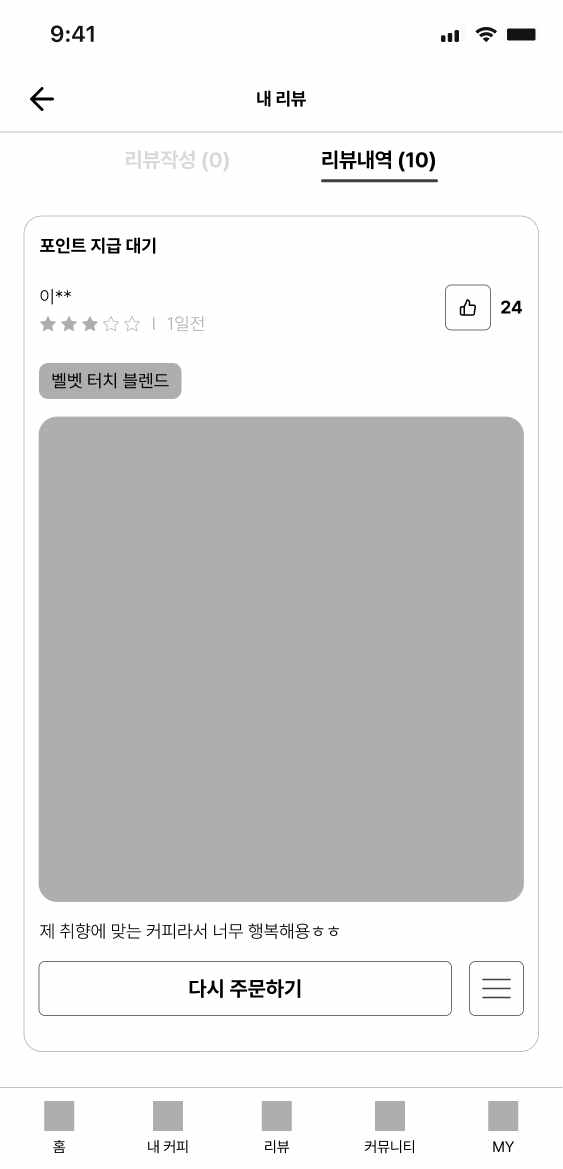 9:41
내 리뷰
리뷰작성 (0) 리뷰내역 (10)
포인트 지급 대기
이**
24
| 1일전
벨벳 터치 블렌드
제 취향에 맞는 커피라서 너무 행복해용ㅎㅎ
다시 주문하기
홈 내 커피 리뷰 커뮤니티 MY